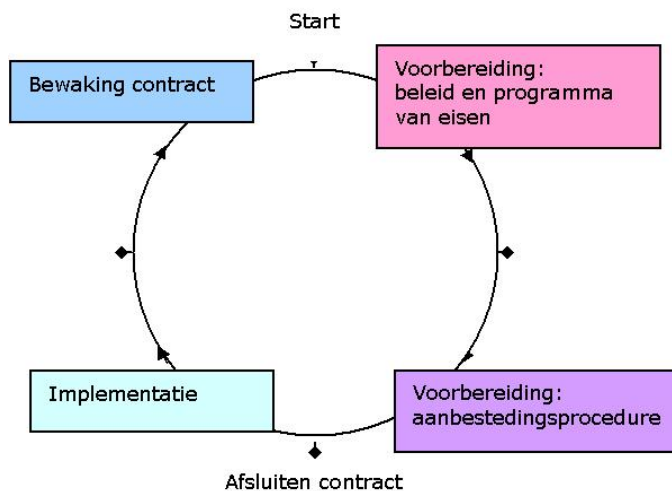 Start
Voorbereiding:
beleid en programma
van eisen
Bewaking contract
Voorbereiding:
aanbestedingsprocedure
Implementatie
Afsluiten contract